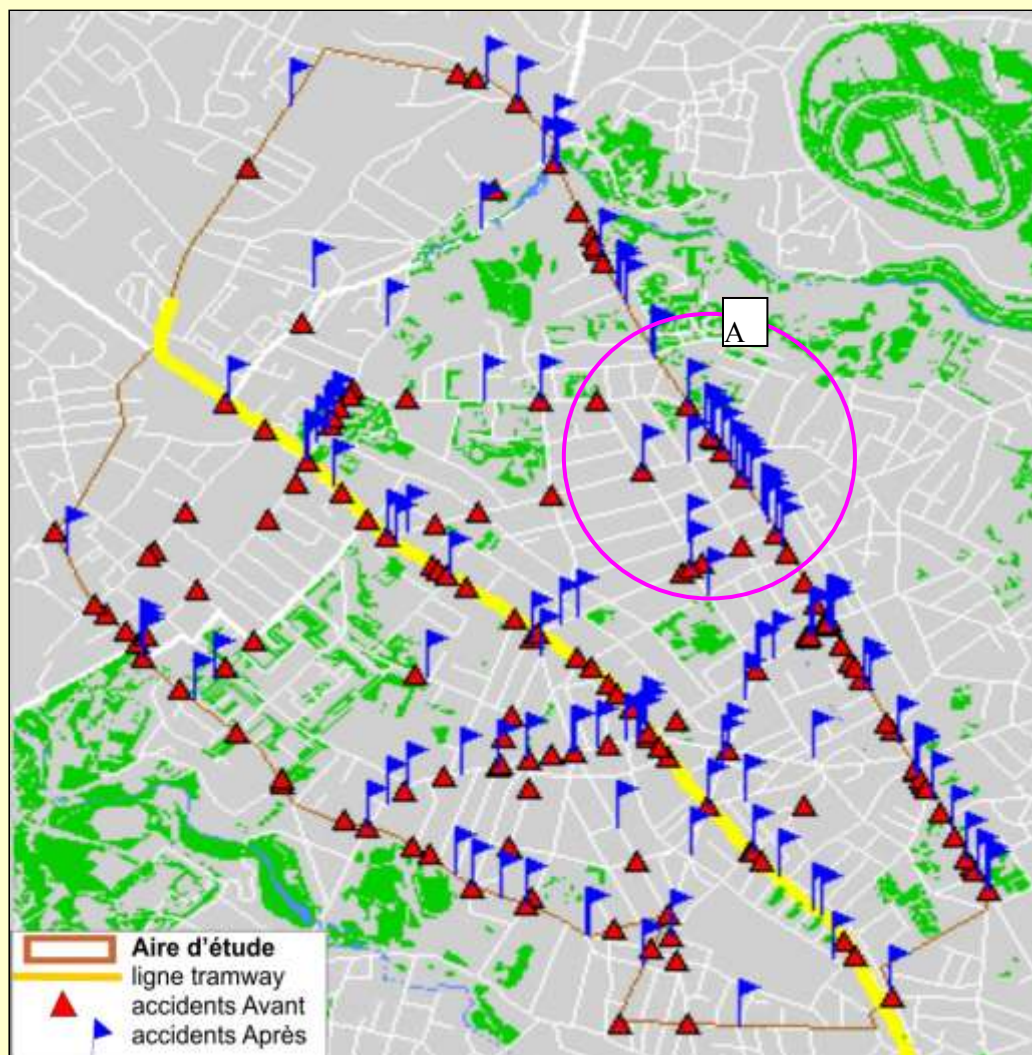 A
Aire d'étude
ligne tramway
accidents Avant
accidents Après